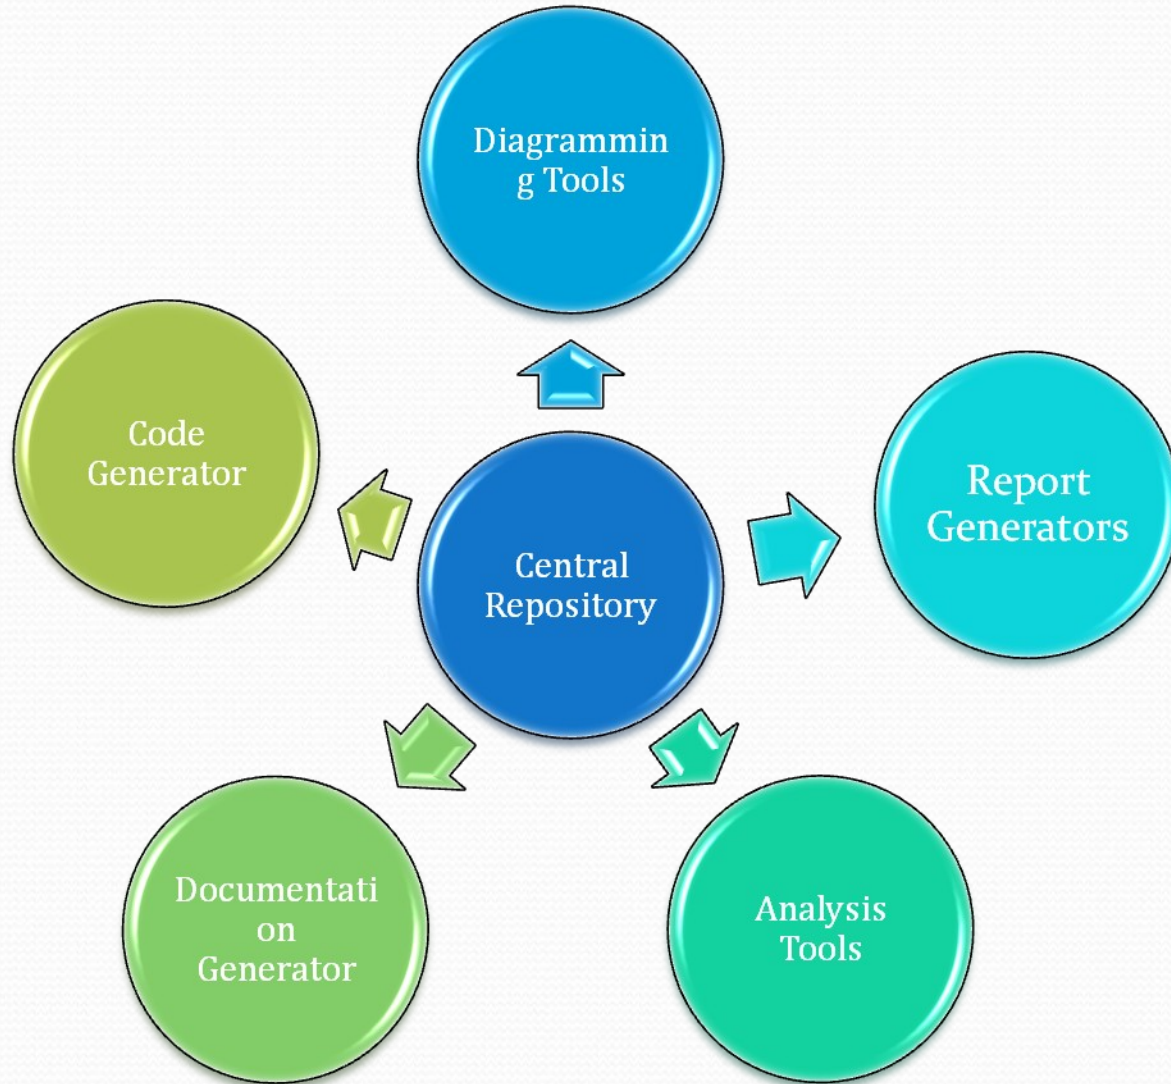 Diagrammin
g Tools
Code
Generator
Report
Generators
Central
Repository
Documentati
on
Generator
Analysis
Tools